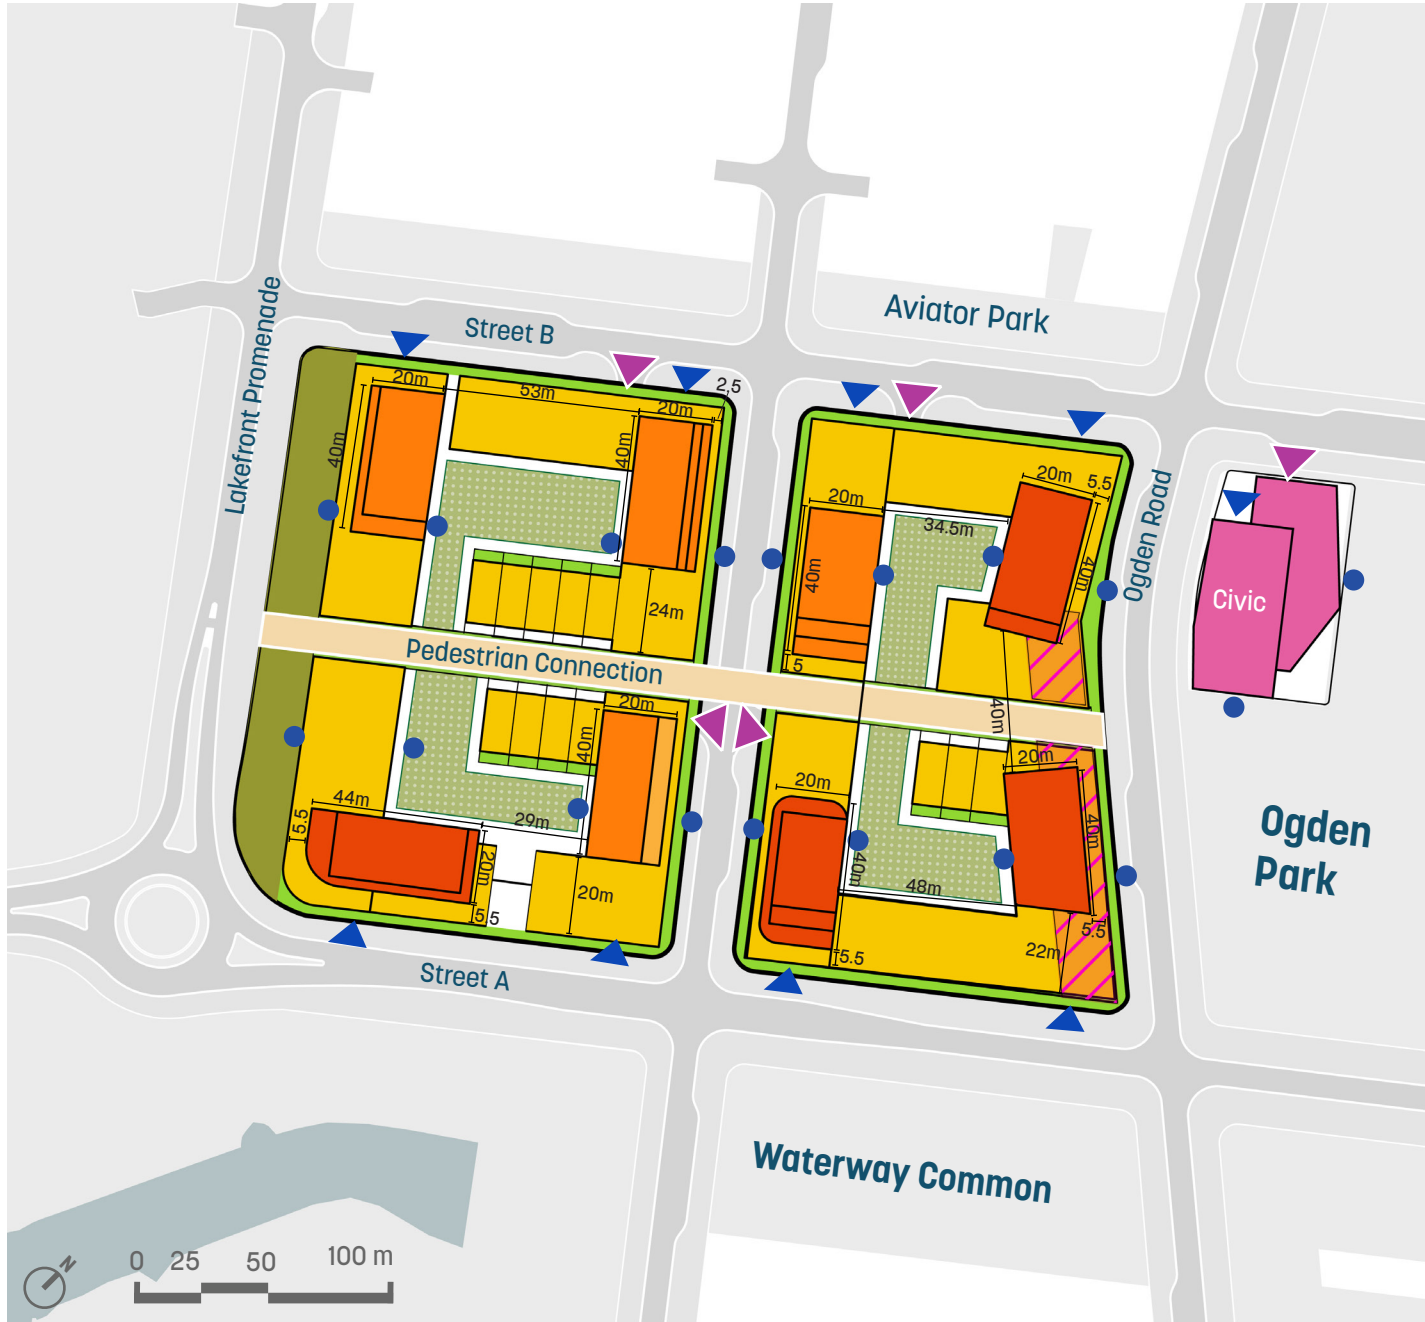 Lakefront Promenade
Street B
Aviator Park
2,5
20m
53m
20m
40m
40m
20m
5.5
Ogden Road
20m
34.5m
40m
40m
Civic
24m
5
Pedestrian Connection
20m
40m
40m
20m
20m
44m
5.5
29m
20m
20m
5.5
40m
48m
40m
5.5
22m
5.5
Ogden
Park
Street A
Waterway Common
N
0 25 50 100 m